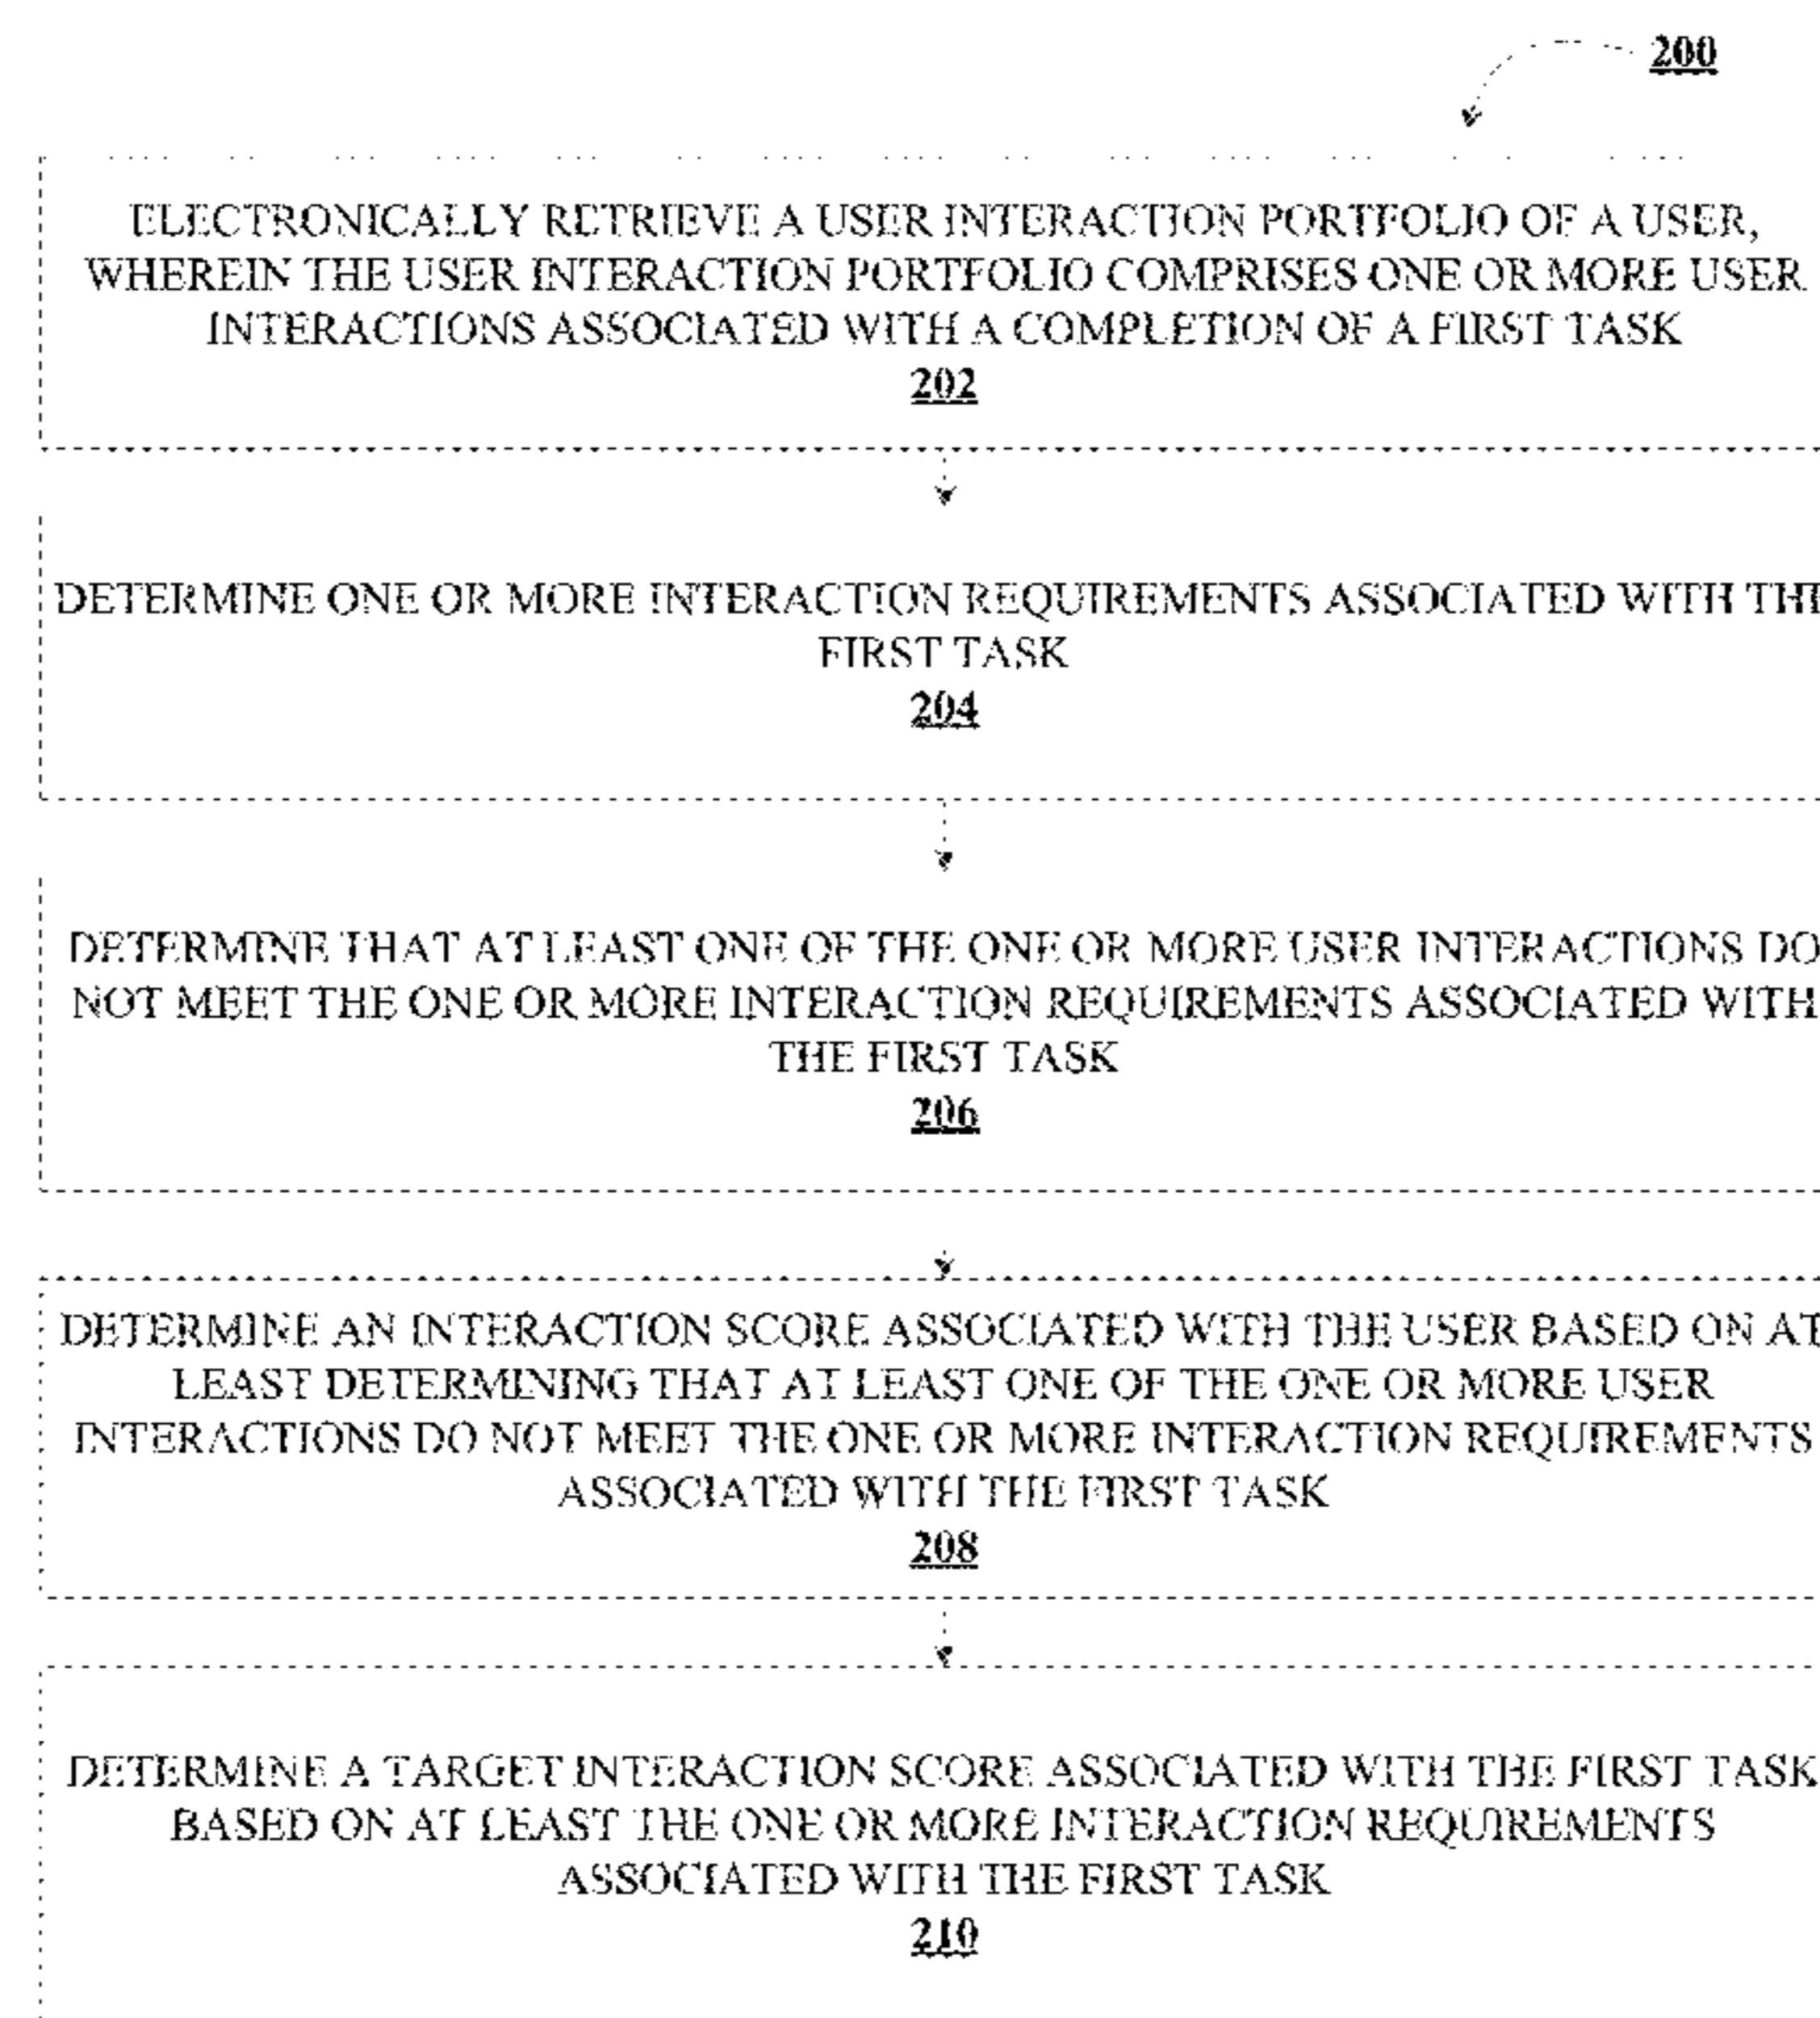 200
ELECTRONICALLY RETRIEVE A USER INTERACTION PORTFOLIO OF A USER,
WHEREIN THE USER INTERACTION PORTFOLIO COMPRISES ONE OR MORE USER
INTERACTIONS ASSOCIATED WITH A COMPLETION OF A FIRST TASK
202
DETERMINE ONE OR MORE INTERACTION REQUIREMENTS ASSOCIATED WITH THE
FIRST TASK
204
DETERMINE THAT AT LEAST ONE OF THE ONE OR MORE USER INTERACTIONS DO
NOT MEET THE ONE OR MORE INTERACTION REQUIREMENTS ASSOCIATED WITH
THE FIRST TASK
206
DETERMINE AN INTERACTION SCORE ASSOCIATED WITH THE USER BASED ON AT
LEAST DETERMINING THAT AT LEAST ONE OF THE ONE OR MORE USER
INTERACTIONS DO NOT MEET THE ONE OR MORE INTERACTION REQUIREMENTS
ASSOCIATED WITH THE FIRST TASK
208
DETERMINE A TARGET INTERACTION SCORE ASSOCIATED WITH THE FIRST TASK
BASED ON AT LEAST THE ONE OR MORE INTERACTION REQUIREMENTS
ASSOCIATED WITH THE FIRST TASK
210